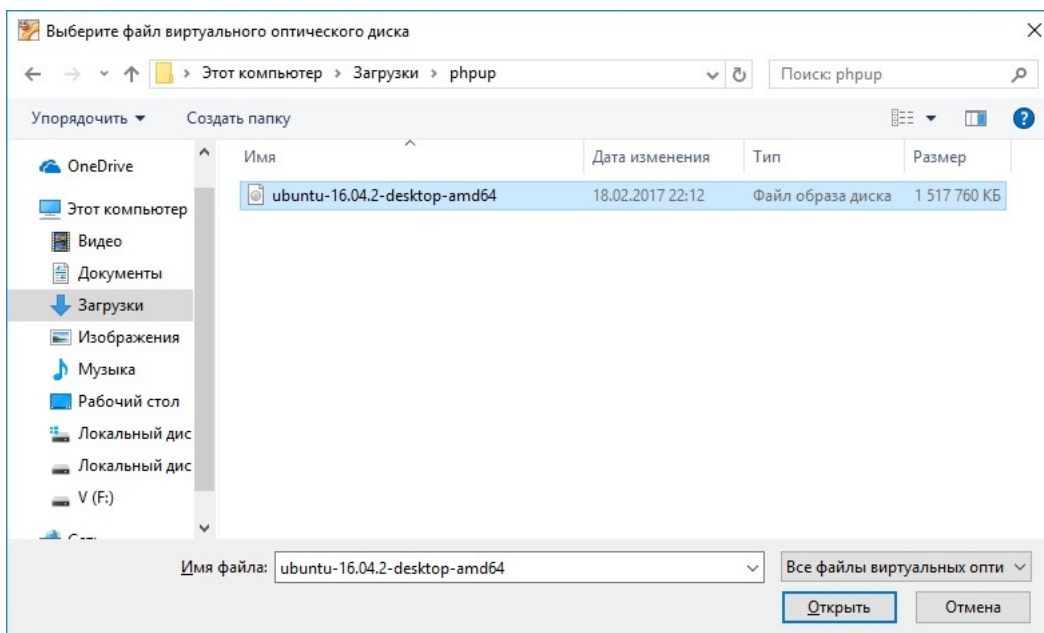 Выберите файл виртуального оптического диска
Этот компьютер > Загрузки > phpup
Поиск: phpup
Упорядочить
Создать папку
Имя
Дата изменения
Тип
Размер
OneDrive
Этот компьютер
Видео
Документы
Загрузки
Изображения
Музыка
Рабочий стол
Локальный дис
Локальный дис
V (F:)
ubuntu-16.04.2-desktop-amd64
18.02.2017 22:12
Файл образа диска
1 517 760 КБ
Имя файла:
ubuntu-16.04.2-desktop-amd64
Все файлы виртуальных опти
Открыть
Отмена